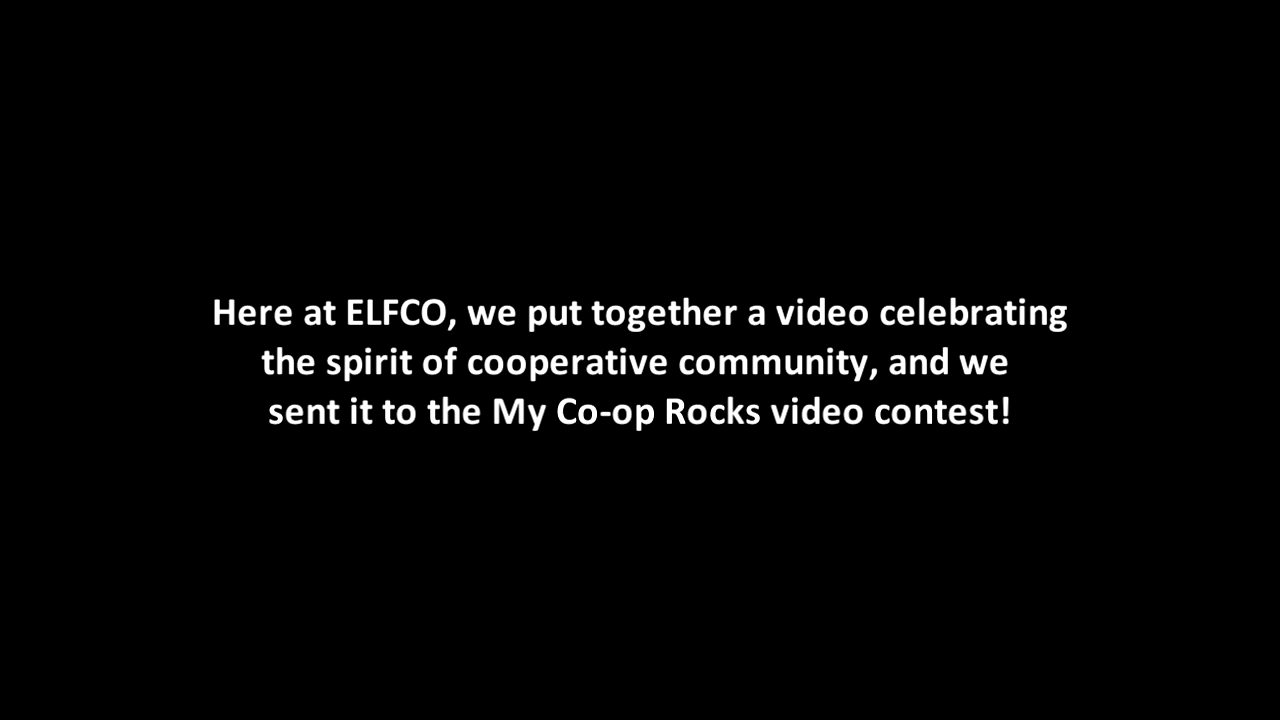 Here at ELFCO, we put together a video celebrating
the spirit of cooperative community, and we
sent it to the My Co-op Rocks video contest!